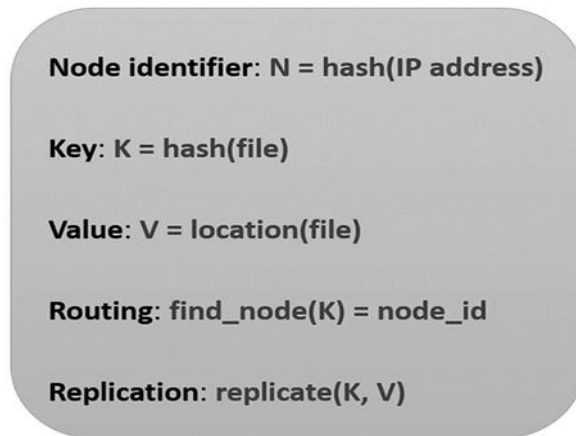 Node identifier: N = hash(IP address)
Key: K = hash(file)
Value: V = location(file)
Routing: find_node(K) = node_id
Replication: replicate(K, V)